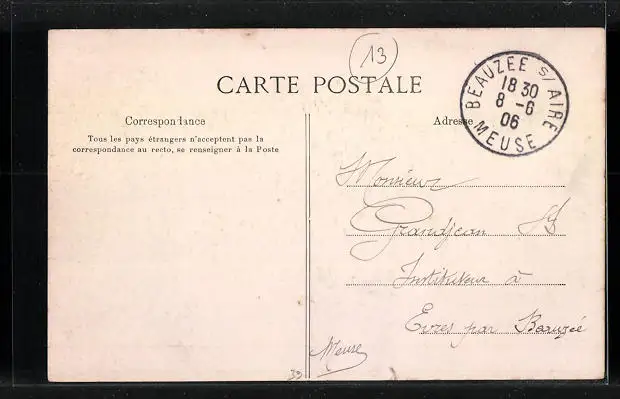 13
CARTE POSTALE
BEAUZEE S/ AIRE
18 30
8 - 6
06
MEUSE
Correspondance
Tous les pays étrangers n'acceptent pas la
correspondance au recto, se renseigner à la Poste
Adresse
Monsieur
Grandjean
Instituteur à
Evres par Beauzée
Meuse
39